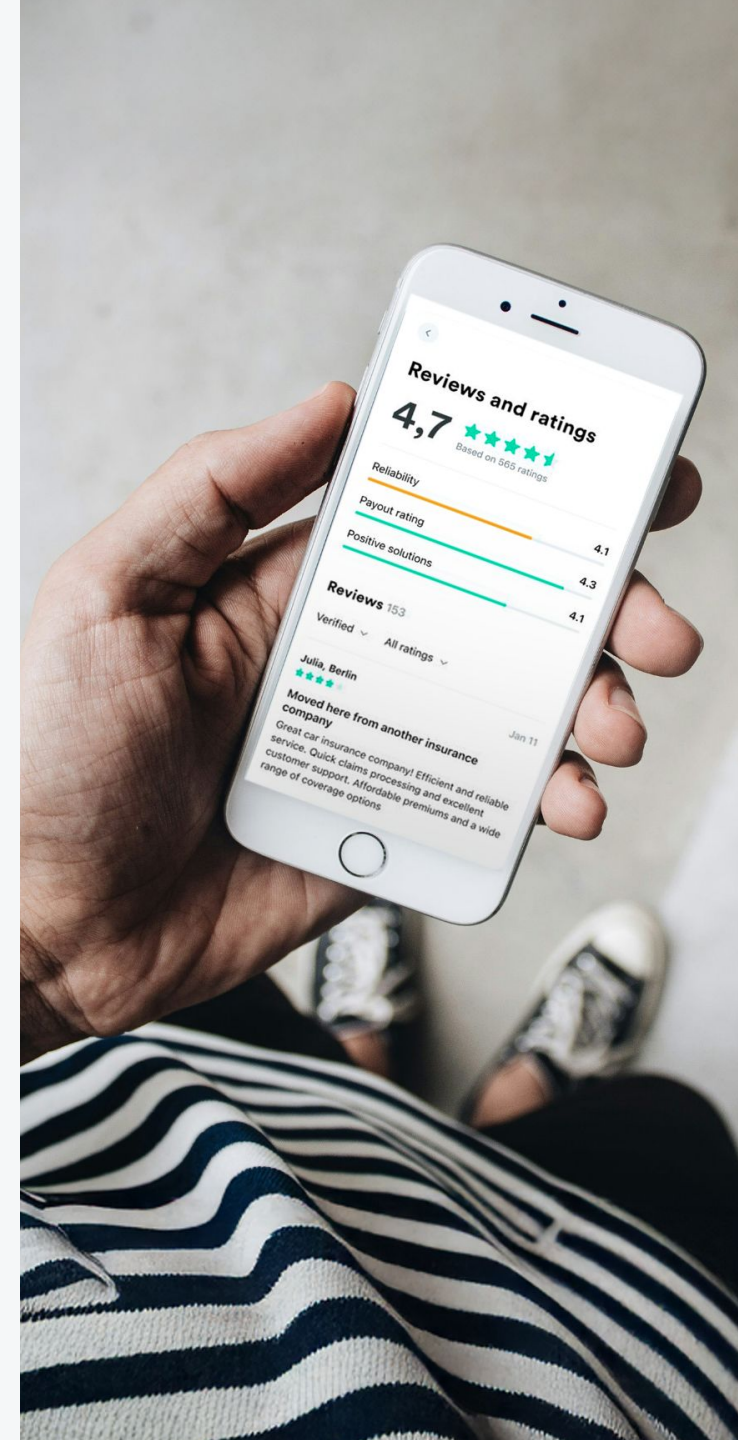 Reviews and ratings
4,7
Based on 565 ratings
Reliability
4.1
Payout rating
4.3
Positive solutions
4.1
Reviews 153
Verified All ratings
Julia, Berlin
Jan 11
Moved here from another insurance
company
Great car insurance company! Efficient and reliable
service. Quick claims processing and excellent
customer support. Affordable premiums and a wide
range of coverage options